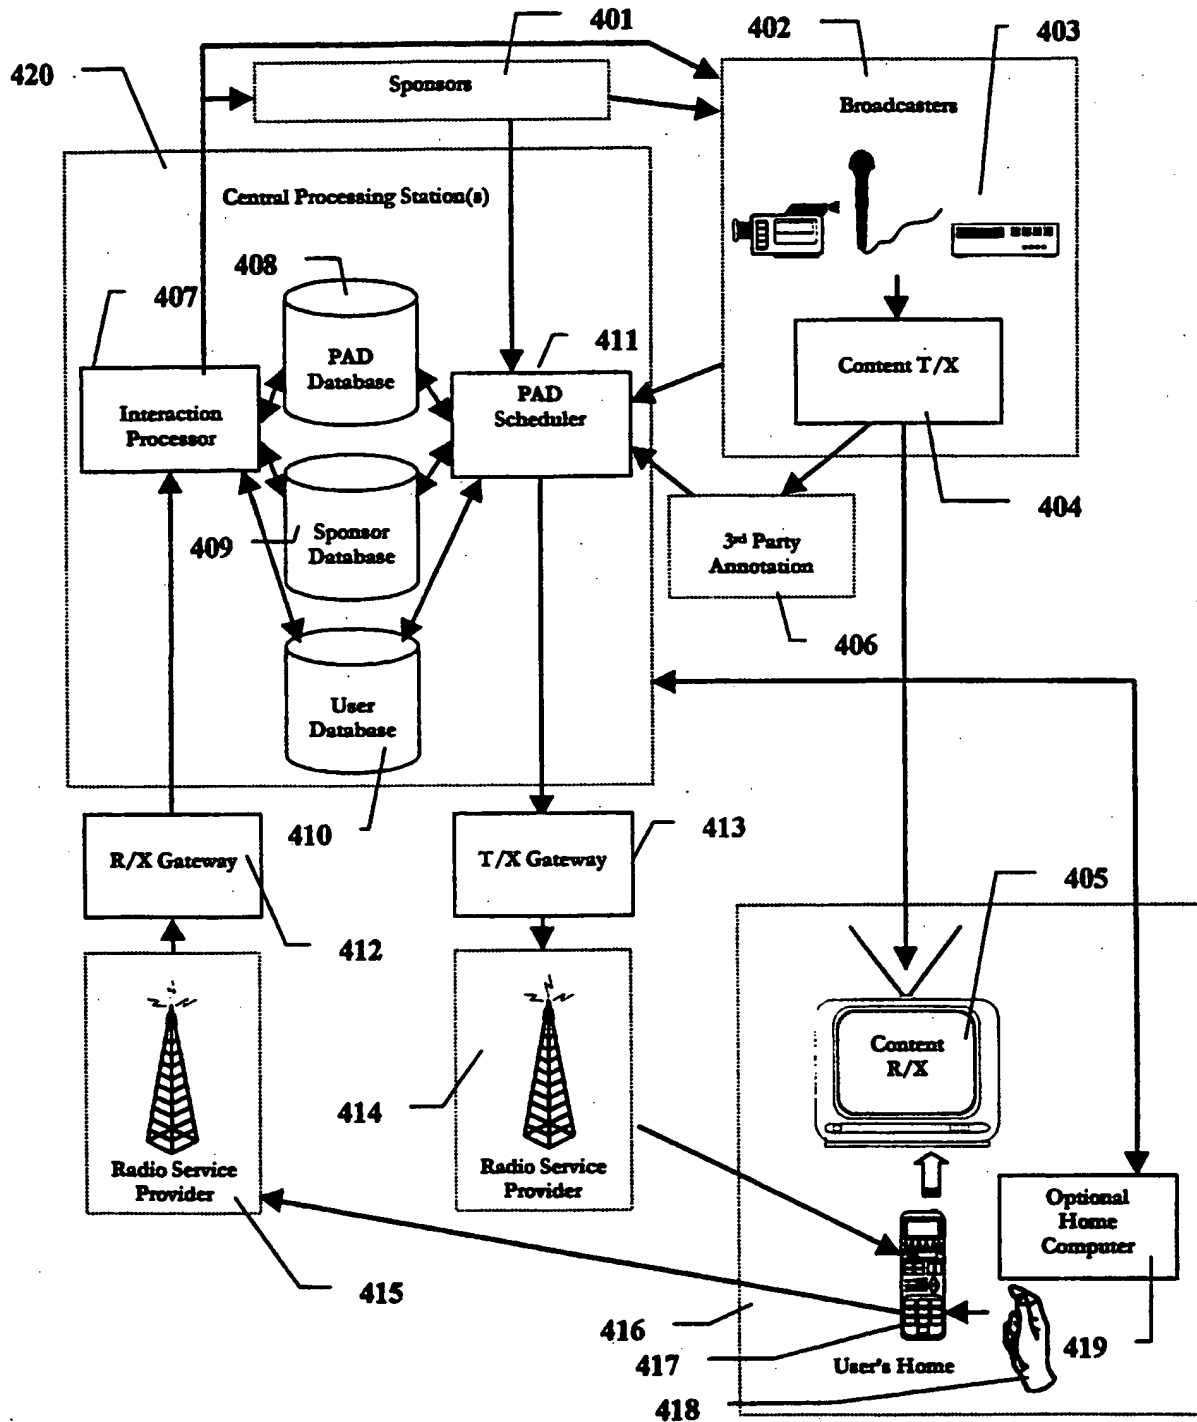 401
402
403
420
Sponsors
Broadcasters
Central Processing Station(s)
408
407
411
PAD
Database
PAD
Scheduler
Content T/X
Interaction
Processor
404
409
Sponsor
Database
3rd Party
Annotation
406
User
Database
410
413
R/X Gateway
T/X Gateway
405
412
Content
R/X
414
Radio Service
Provider
Radio Service
Provider
Optional
Home
Computer
415
416
417
419
User's Home
418